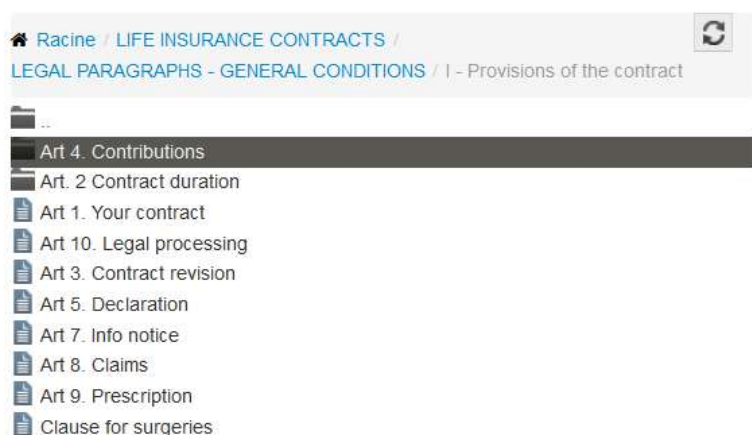 Racine / LIFE INSURANCE CONTRACTS /
LEGAL PARAGRAPHS - GENERAL CONDITIONS / I - Provisions of the contract
..
Art 4. Contributions
Art. 2 Contract duration
Art 1. Your contract
Art 10. Legal processing
Art 3. Contract revision
Art 5. Declaration
Art 7. Info notice
Art 8. Claims
Art 9. Prescription
Clause for surgeries